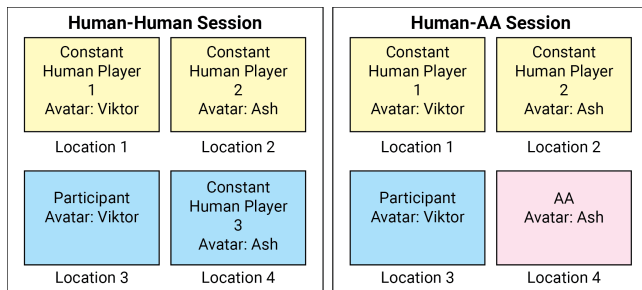 Human-Human Session
Constant
Human Player
1
Avatar: Viktor
Constant
Human Player
2
Avatar: Ash
Location 1
Location 2
Participant
Avatar: Viktor
Constant
Human Player
3
Avatar: Ash
Location 3
Location 4
Human-AA Session
Constant
Human Player
1
Avatar: Viktor
Constant
Human Player
2
Avatar: Ash
Location 1
Location 2
Participant
Avatar: Viktor
AA
Avatar: Ash
Location 3
Location 4